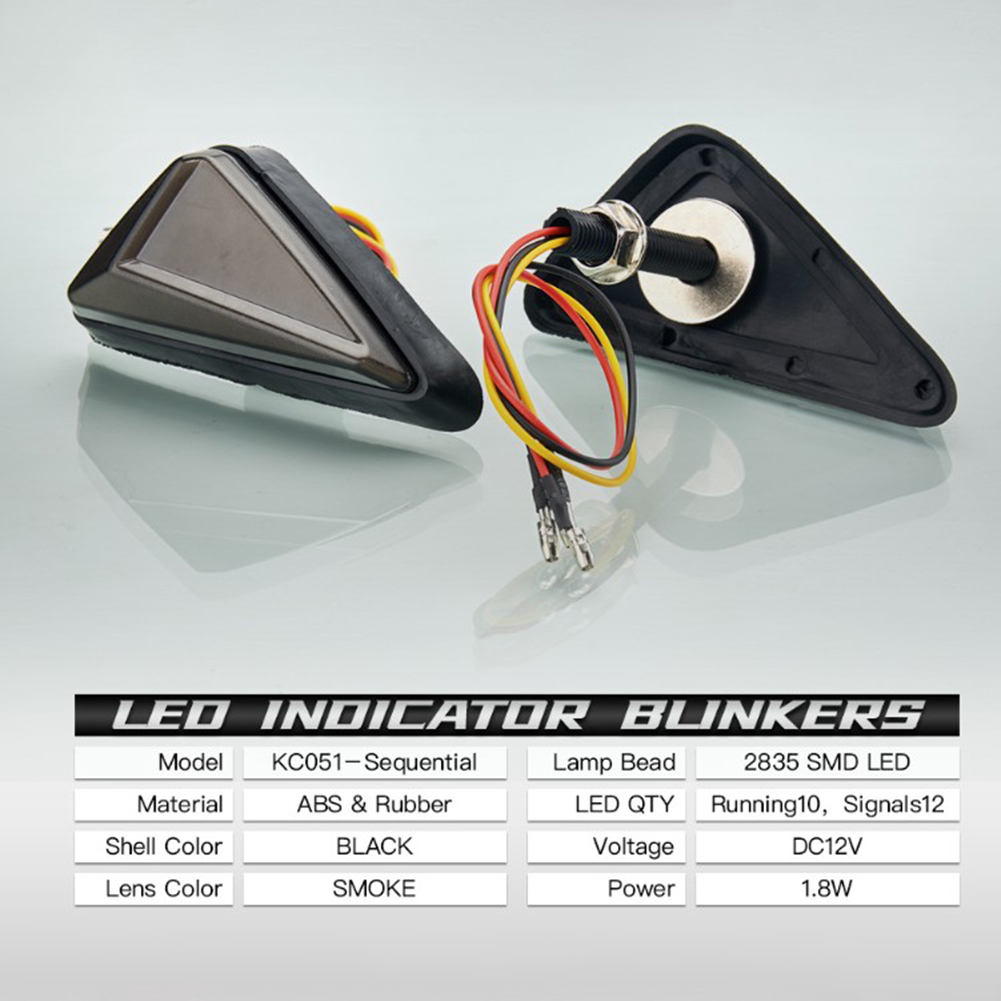 LED INDICATOR BLINKERS
Model KC051-Sequential Lamp Bead 2835 SMD LED
Material ABS & Rubber LED QTY Running10, Signals12
Shell Color BLACK Voltage DC12V
Lens Color SMOKE Power 1.8W